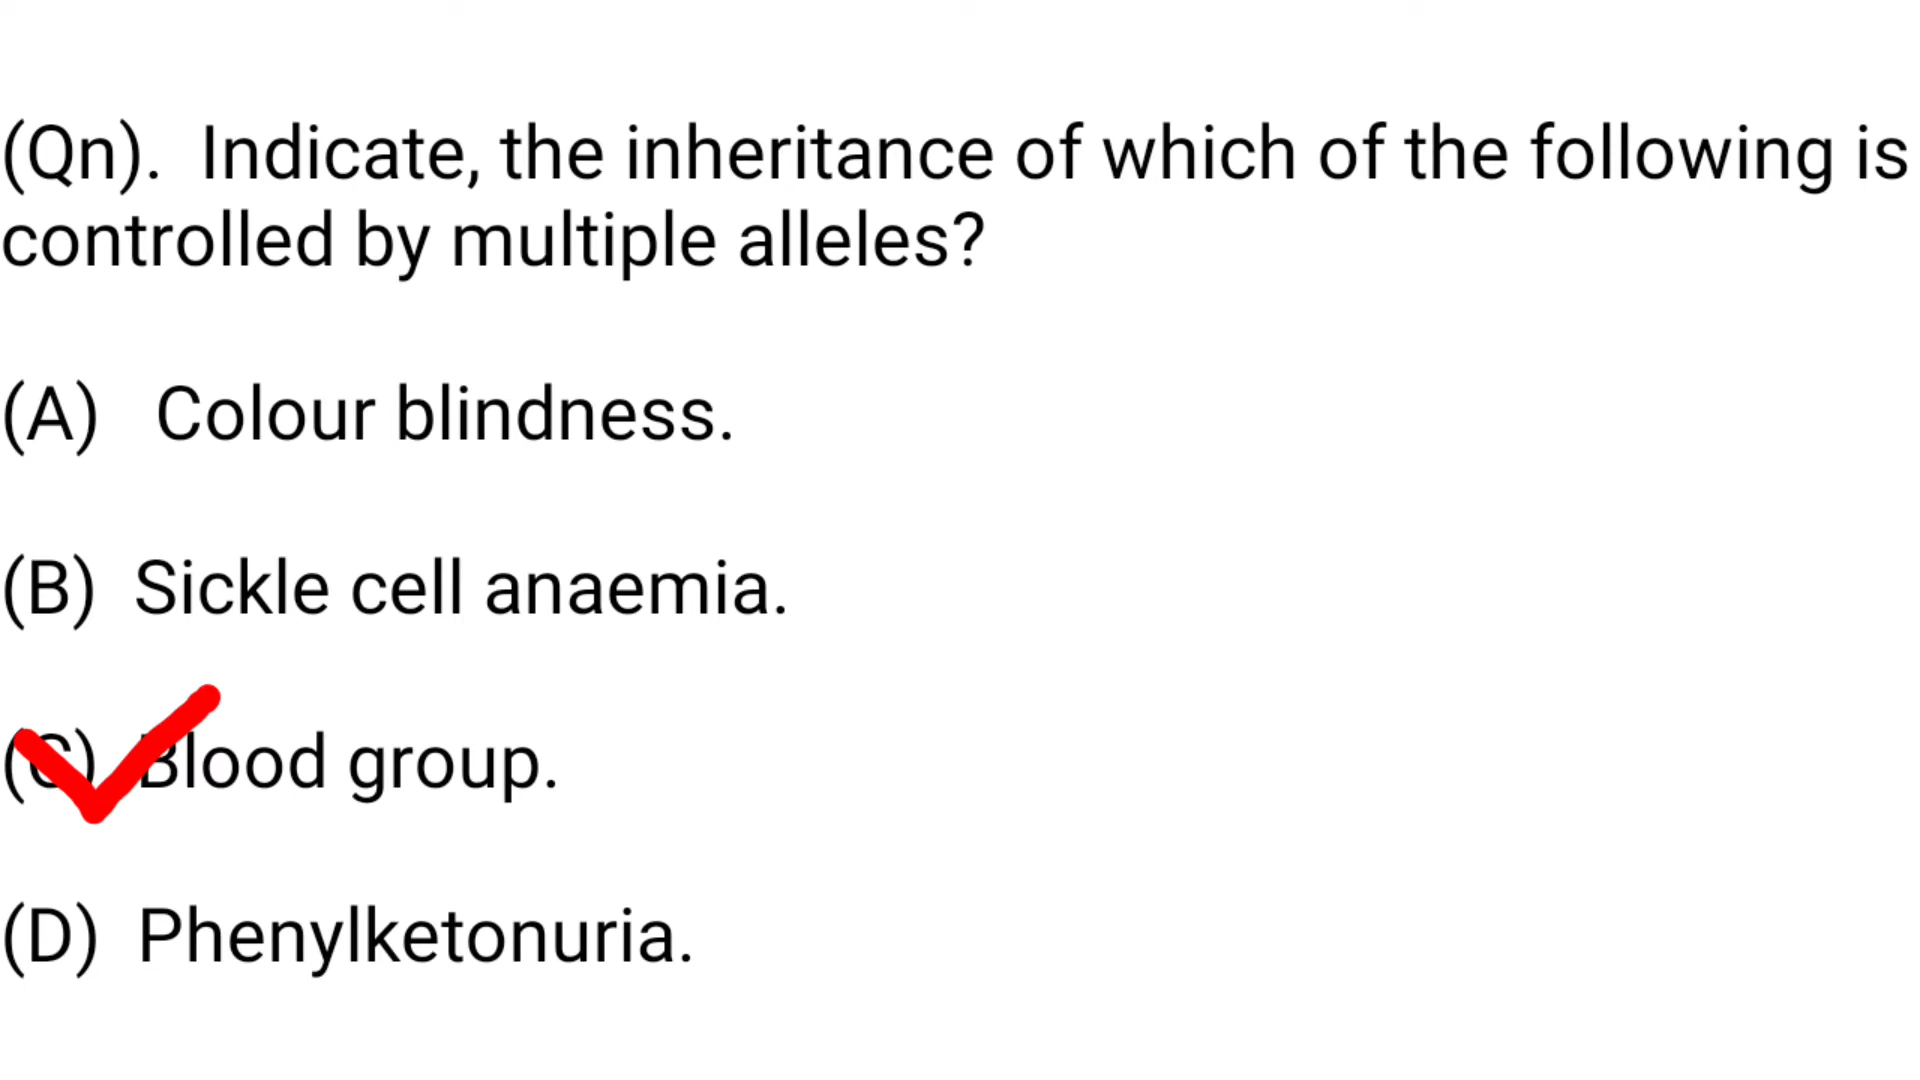 (Qn). Indicate, the inheritance of which of the following is
controlled by multiple alleles?
(A) Colour blindness.
(B) Sickle cell anaemia.
(C) Blood group.
(D) Phenylketonuria.